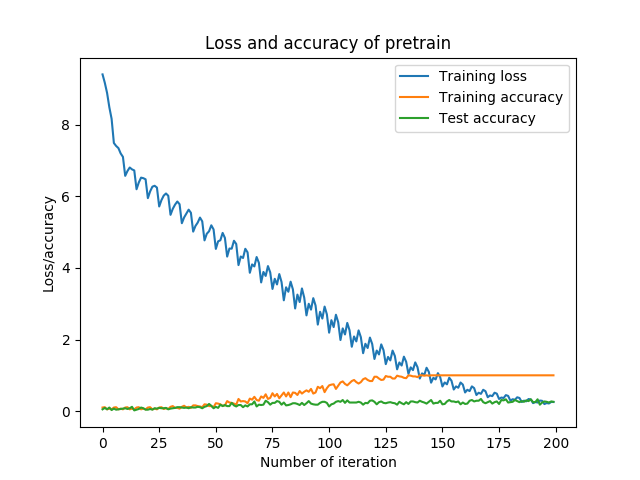 Loss and accuracy of pretrain
Training loss
Training accuracy
Test accuracy
Loss/accuracy
8
6
4
2
0
0 25 50 75 100 125 150 175 200
Number of iteration